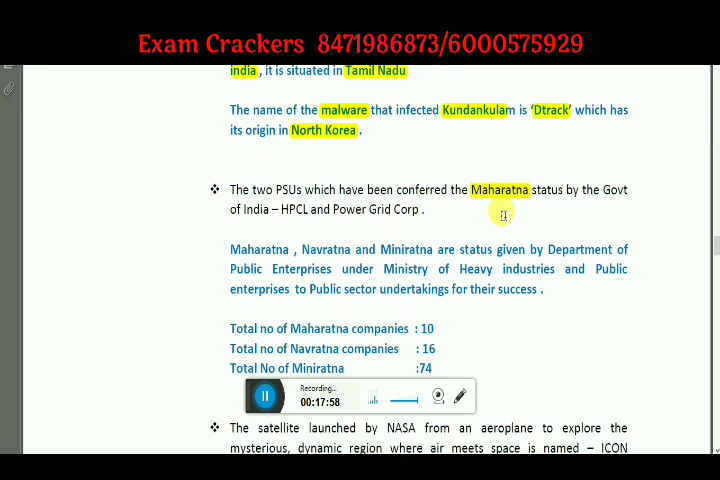 Exam Crackers 8471986873/6000575929
india , it is situated in Tamil Nadu
The name of the malware that infected Kundankulam is 'Dtrack' which has
its origin in North Korea .
❖ The two PSUs which have been conferred the Maharatna status by the Govt
of India – HPCL and Power Grid Corp .
Maharatna , Navratna and Miniratna are status given by Department of
Public Enterprises under Ministry of Heavy industries and Public
enterprises to Public sector undertakings for their success .
Total no of Maharatna companies : 10
Total no of Navratna companies : 16
Total No of Miniratna :74
Recording...
00:17:58
❖ The satellite launched by NASA from an aeroplane to explore the
mysterious, dynamic region where air meets space is named – ICON